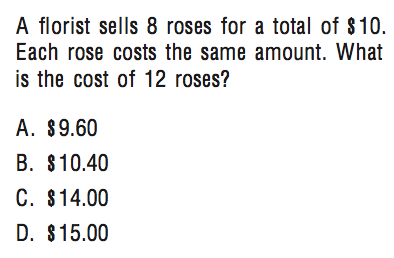 A florist sells 8 roses for a total of $10.
Each rose costs the same amount. What
is the cost of 12 roses?
A. $9.60
B. $10.40
C. $14.00
D. $15.00